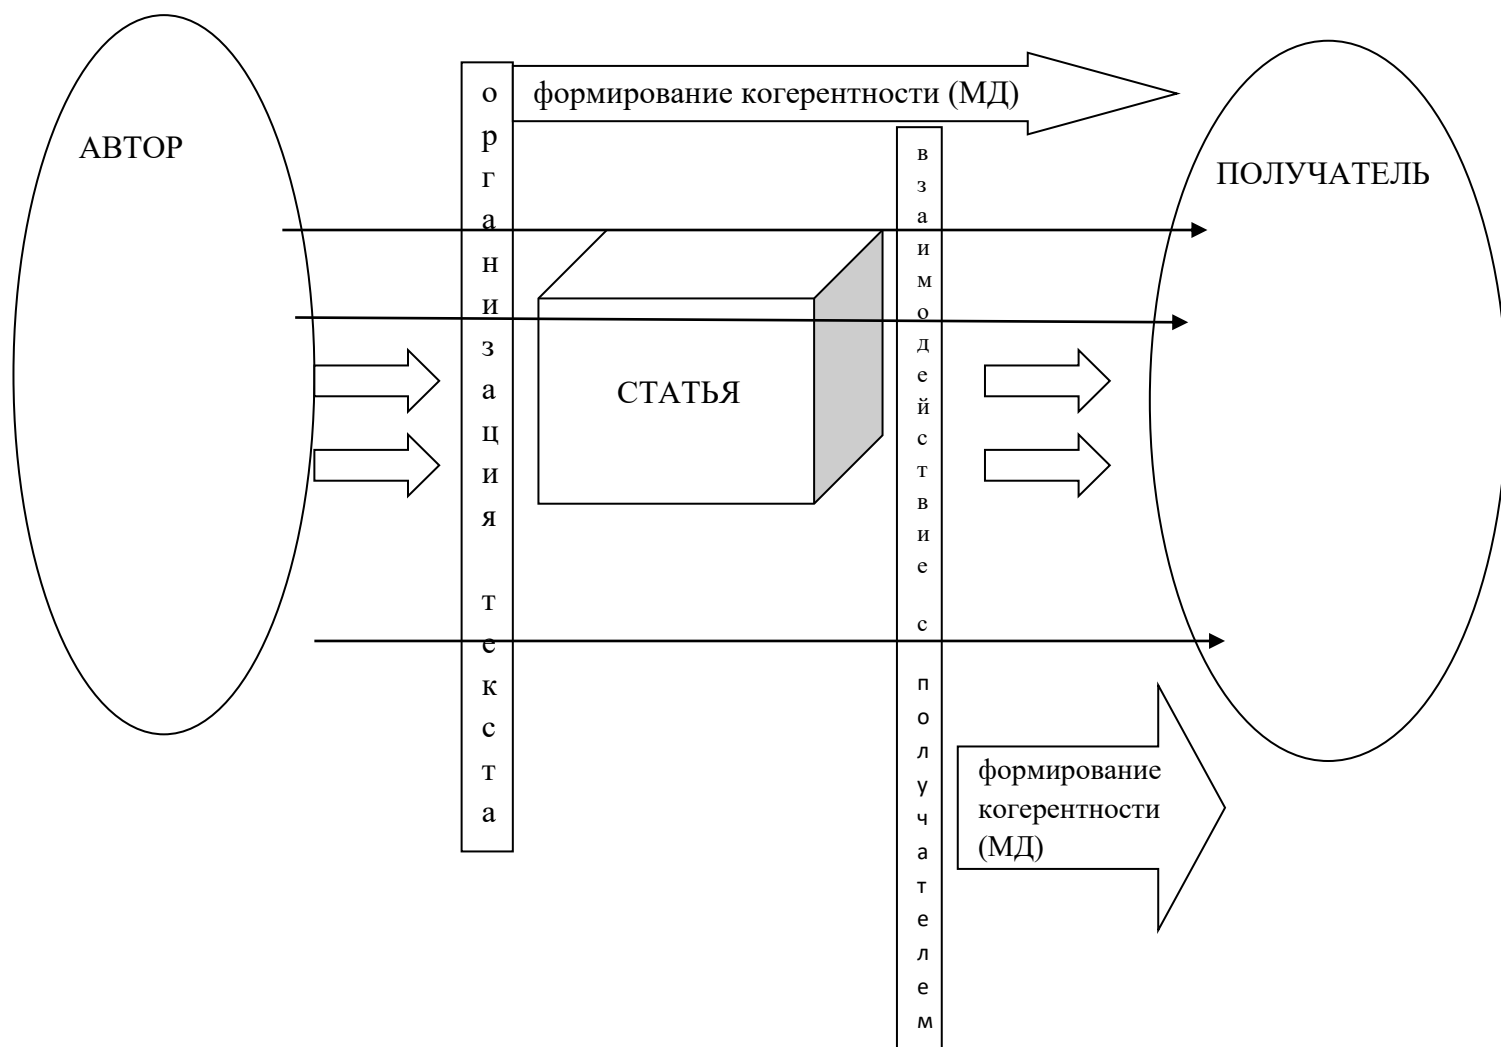 АВТОР
организация текста
формирование когерентности (МД)
СТАТЬЯ
взаимодействие с получателем
ПОЛУЧАТЕЛЬ
формирование
когерентности
(МД)